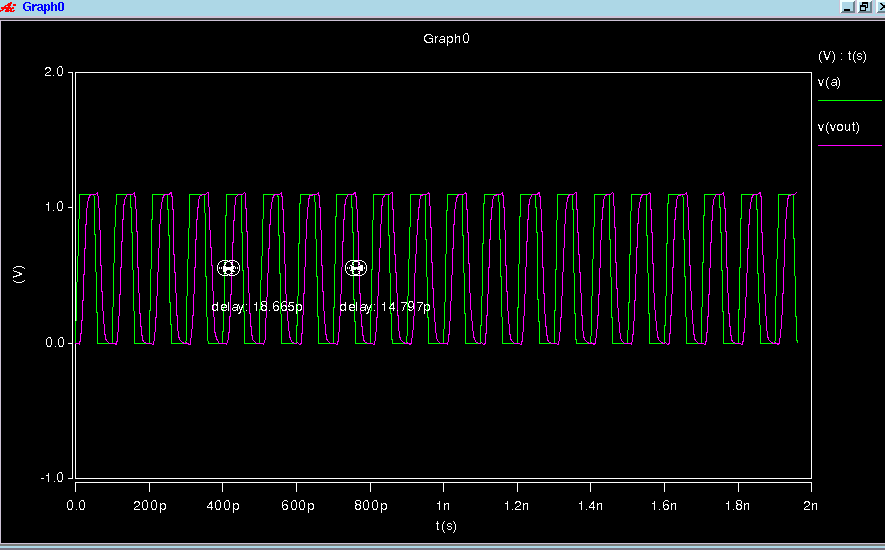 Graph0
Graph0
(V) : t(s)
v(a)
v(vout)
2.0
1.0
0.0
-1.0
(V)
delay: 18.665p
delay: 14.797p
0.0
200p
400p
600p
800p
1n
1.2n
1.4n
1.6n
1.8n
2n
t(s)